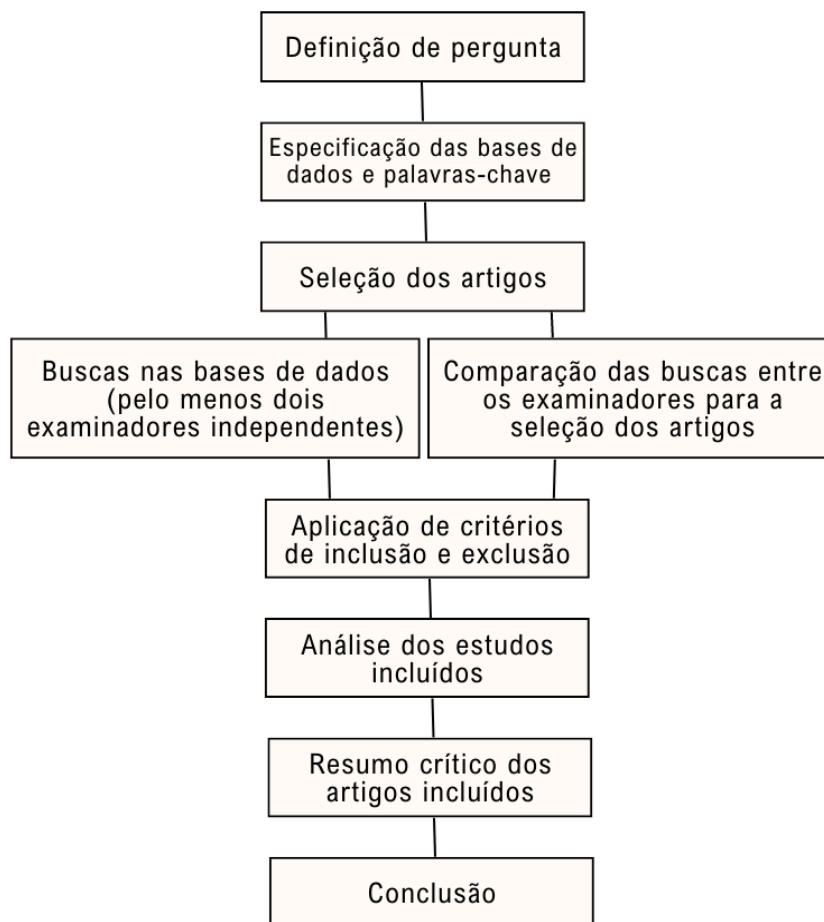 Definição de pergunta
Especificação das bases de
dados e palavras-chave
Seleção dos artigos
Buscas nas bases de dados
(pelo menos dois
examinadores independentes)
Comparação das buscas entre
os examinadores para a
seleção dos artigos
Aplicação de critérios
de inclusão e exclusão
Análise dos estudos
incluídos
Resumo crítico dos
artigos incluídos
Conclusão